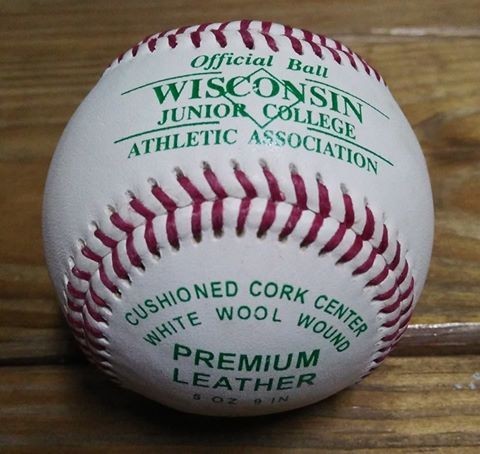 Official Ball
WISCONSIN
JUNIOR COLLEGE
ATHLETIC ASSOCIATION
CUSHIONED CORK CENTER
WHITE WOOL WOUND
PREMIUM
LEATHER
5 OZ 9 IN